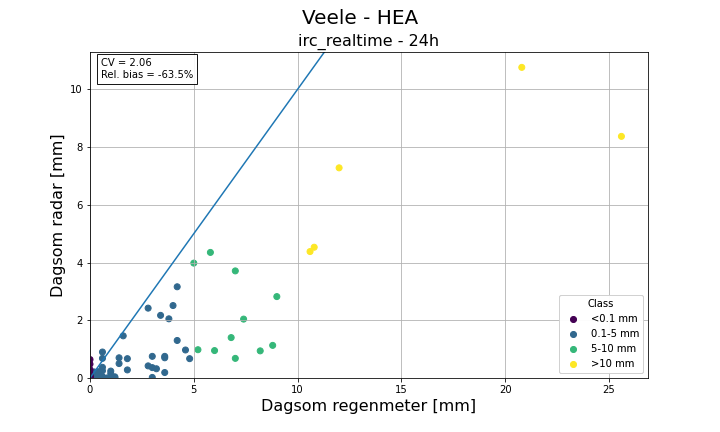 Veele - HEA
irc_realtime - 24h
CV = 2.06
Rel. bias = -63.5%
Dagsom radar [mm]
10
8
6
4
2
0
0
5
10
15
20
25
Dagsom regenmeter [mm]
Class
<0.1 mm
0.1-5 mm
5-10 mm
>10 mm